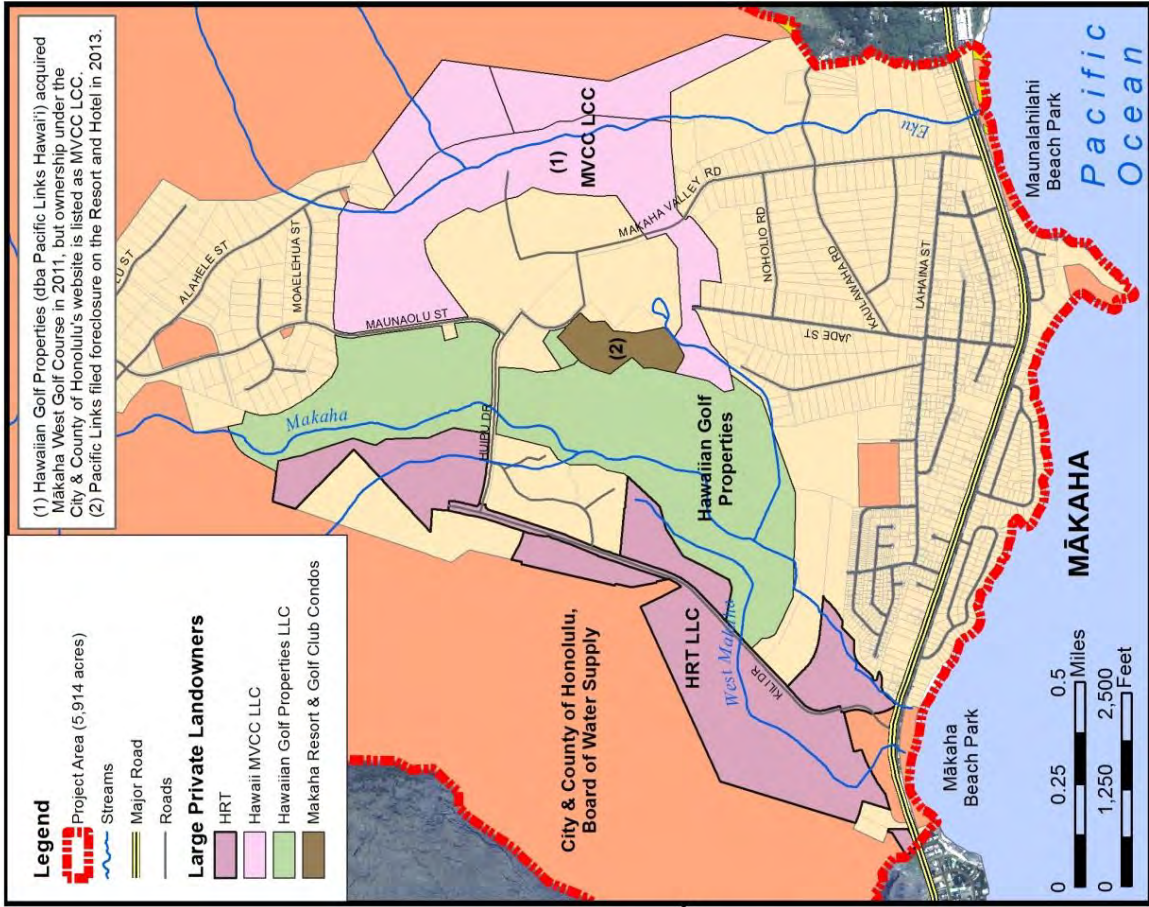 (1) Hawaiian Golf Properties (dba Pacific Links Hawai'i) acquired
Mākaha West Golf Course in 2011, but ownership under the
City & County of Honolulu's website is listed as MVCC LCC.
(2) Pacific Links filed foreclosure on the Resort and Hotel in 2013.
Legend
Project Area (5,914 acres)
Streams
Major Road
Roads
Large Private Landowners
HRT
Hawaii MVCC LLC
Hawaiian Golf Properties LLC
Makaha Resort & Golf Club Condos
ALAHELE ST
MOAELEHUA ST
MAUNAOLU ST
Makaha
HUIPU DR
(1)
MVCC LCC
(2)
MAKAHA VALLEY RD
Eku
Hawaiian Golf
Properties
NOHOLIO RD
KAULAWAHA RD
LAHAINA ST
JADE ST
City & County of Honolulu,
Board of Water Supply
HRT LLC
West Makaha
KILI DR
Maunalahilahi
Beach Park
Pacific
Ocean
MĀKAHA
Mākaha
Beach Park
0 0.25 0.5
Miles
0 1,250 2,500
Feet